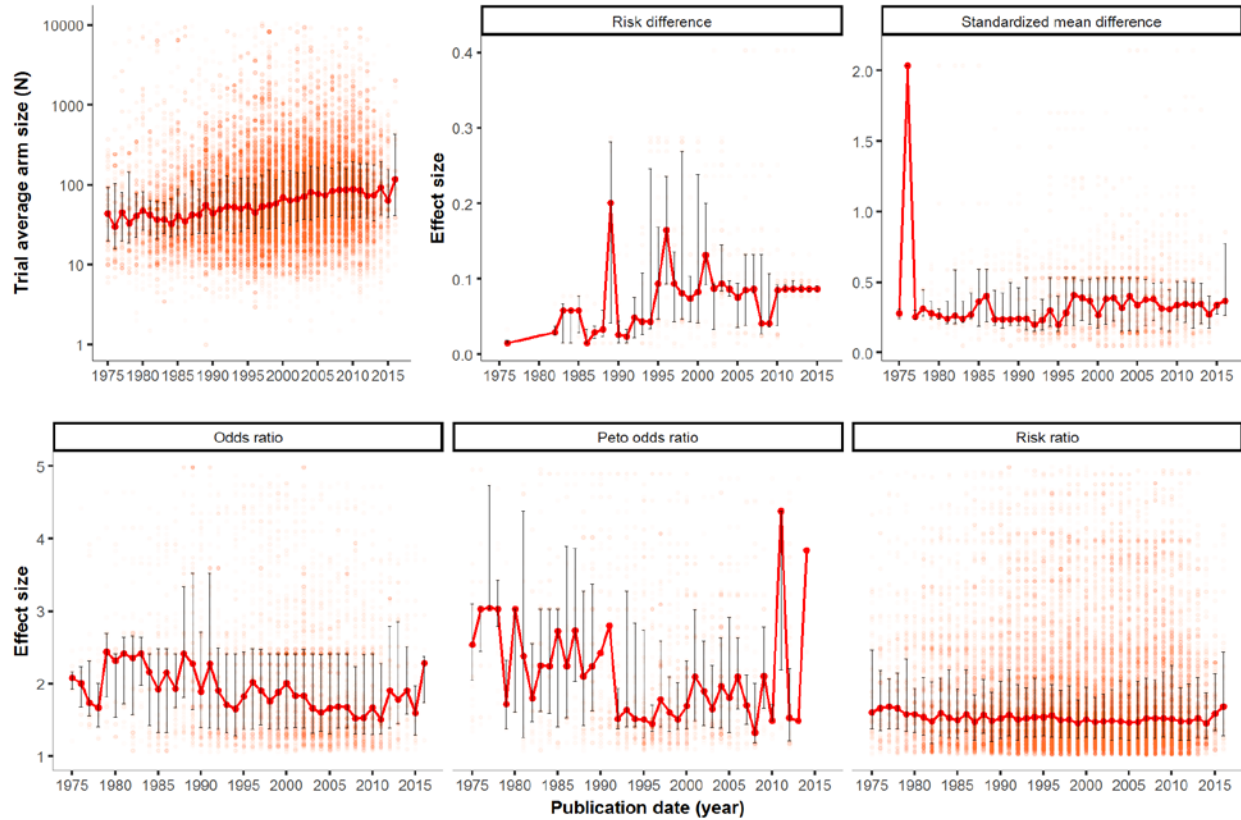 Risk difference
Standardized mean difference
Trial average arm size (N)
10000
1000
100
10
1
1975 1980 1985 1990 1995 2000 2005 2010 2015
Effect size
0.4
0.3
0.2
0.1
0.0
1975 1980 1985 1990 1995 2000 2005 2010 2015
2.0
1.5
1.0
0.5
0.0
1975 1980 1985 1990 1995 2000 2005 2010 2015
Odds ratio
Peto odds ratio
Risk ratio
Effect size
5
4
3
2
1
1975 1980 1985 1990 1995 2000 2005 2010 2015
1975 1980 1985 1990 1995 2000 2005 2010 2015
1975 1980 1985 1990 1995 2000 2005 2010 2015
Publication date (year)